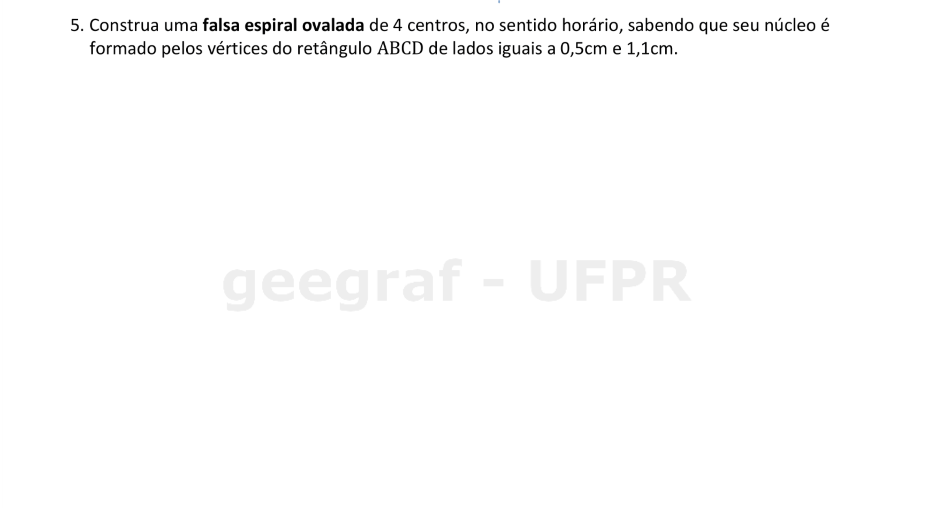 5. Construa uma falsa espiral ovalada de 4 centros, no sentido horário, sabendo que seu núcleo é
formado pelos vértices do retângulo ABCD de lados iguais a 0,5cm e 1,1cm.
geegraf - UFPR